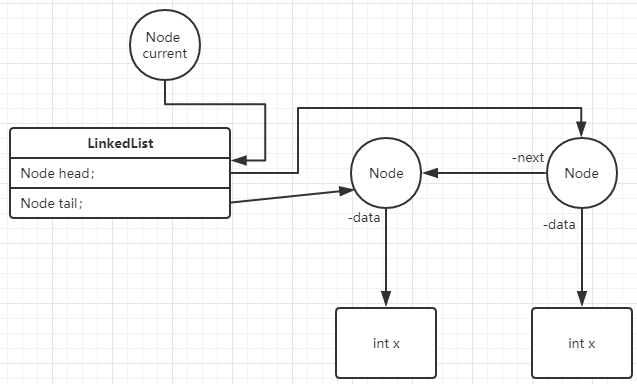 Node
current
LinkedList
Node head;
Node tail;
Node
-next
Node
-data
-data
int x
int x